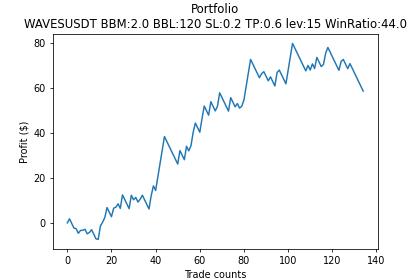 Portfolio
WAVESUSDT BBM:2.0 BBL:120 SL:0.2 TP:0.6 lev:15 WinRatio:44.0
80
60
40
20
0
Profit ($)
0 20 40 60 80 100 120 140
Trade counts